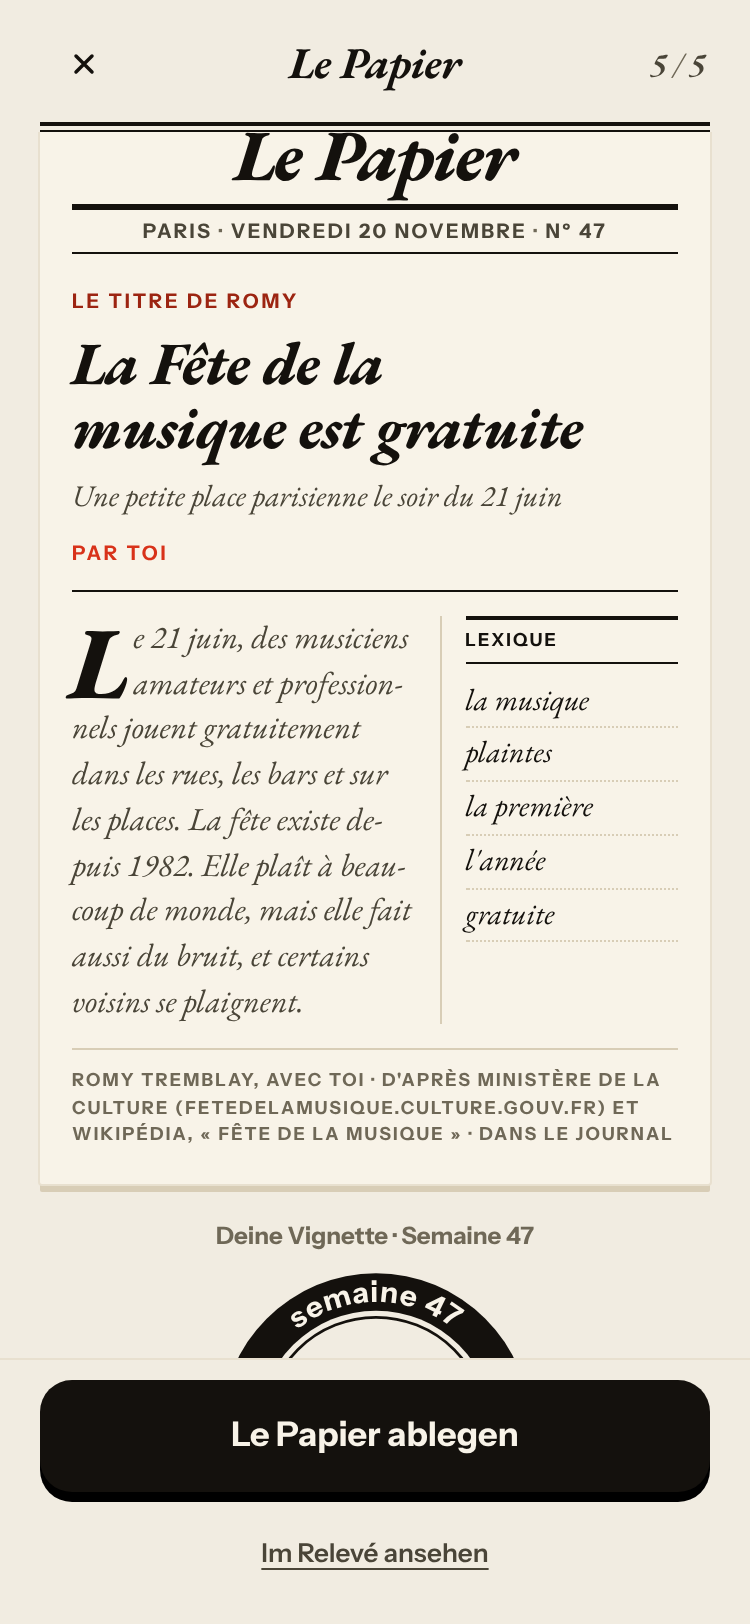 Le Papier
5 / 5
Le Papier
PARIS · VENDREDI 20 NOVEMBRE · N° 47
LE TITRE DE ROMY
La Fête de la
musique est gratuite
Une petite place parisienne le soir du 21 juin
PAR TOI
Le 21 juin, des musiciens
amateurs et profession-
nels jouent gratuitement
dans les rues, les bars et sur
les places. La fête existe de-
puis 1982. Elle plaît à beau-
coup de monde, mais elle fait
aussi du bruit, et certains
voisins se plaignent.
LEXIQUE
la musique
plaintes
la première
l'année
gratuite
ROMY TREMBLAY, AVEC TOI · D'APRÈS MINISTÈRE DE LA
CULTURE (FETEDELAMUSIQUE.CULTURE.GOUV.FR) ET
WIKIPÉDIA, « FÊTE DE LA MUSIQUE » · DANS LE JOURNAL
Deine Vignette · Semaine 47
semaine 47
Le Papier ablegen
Im Relevé ansehen